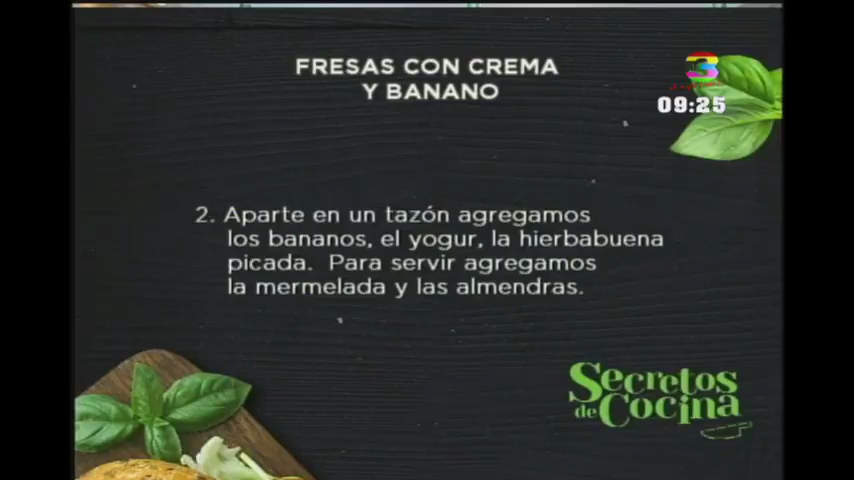 FRESAS CON CREMA
Y BANANO
3
09:25
2. Aparte en un tazón agregamos
los bananos, el yogur, la hierbabuena
picada. Para servir agregamos
la mermelada y las almendras.
Secretos
de Cocina